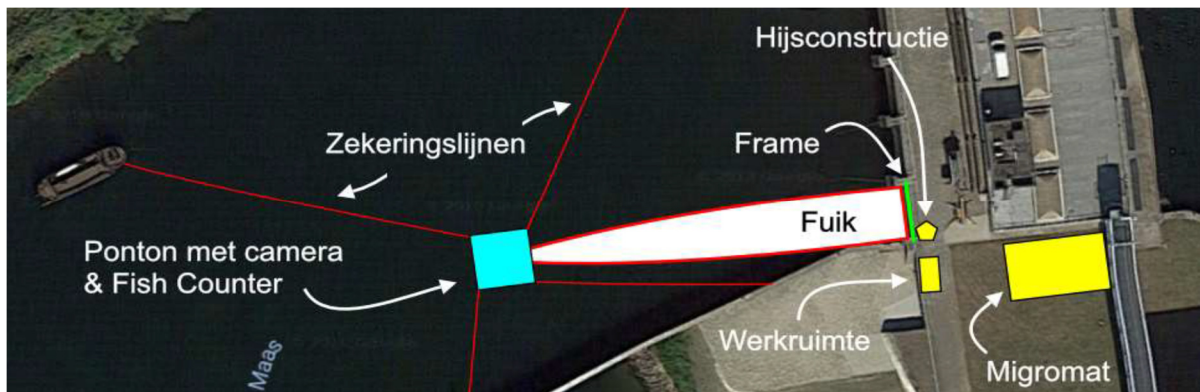 Hijsconstructie
Zekeringslijnen
Frame
Fuik
Ponton met camera
& Fish Counter
Werkruimte
Maas
Migromat